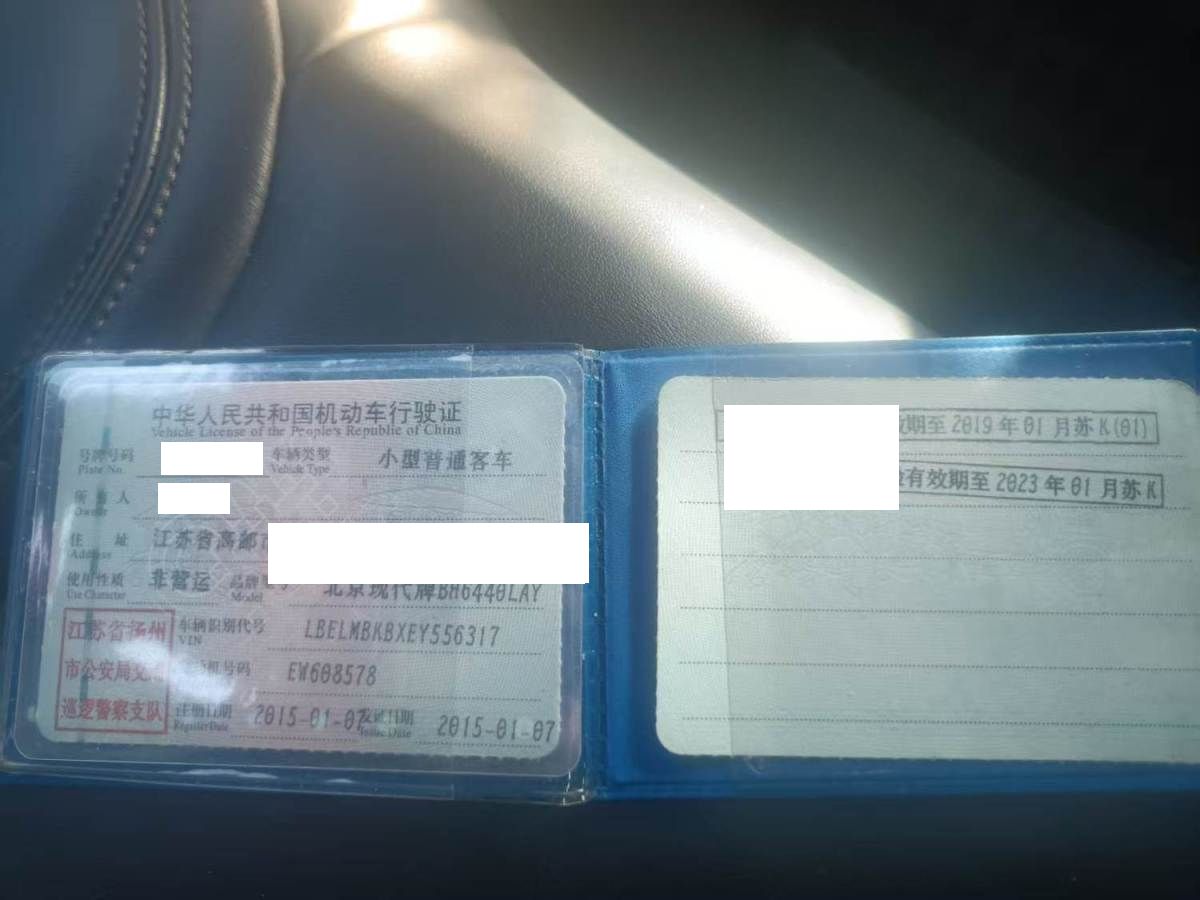 中华人民共和国机动车行驶证
Vehicle License of the People's Republic of China
号牌号码 车辆类型 小型普通客车
Plate No. Vehicle Type
所有人
Owner
住址 江苏省高邮
Address
使用性质 非营运 品牌型号 北京现代牌BH6440LAY
Use Character Model
车辆识别代号 LBELMBKBXEY556317
VIN
机号码 EW608578
注册日期 2015-01-07 发证日期 2015-01-07
Register Date Issue Date
江苏省扬州
市公安局交
巡逻警察支队
期至2019年01月苏K(01)
有效期至2023年01月苏K